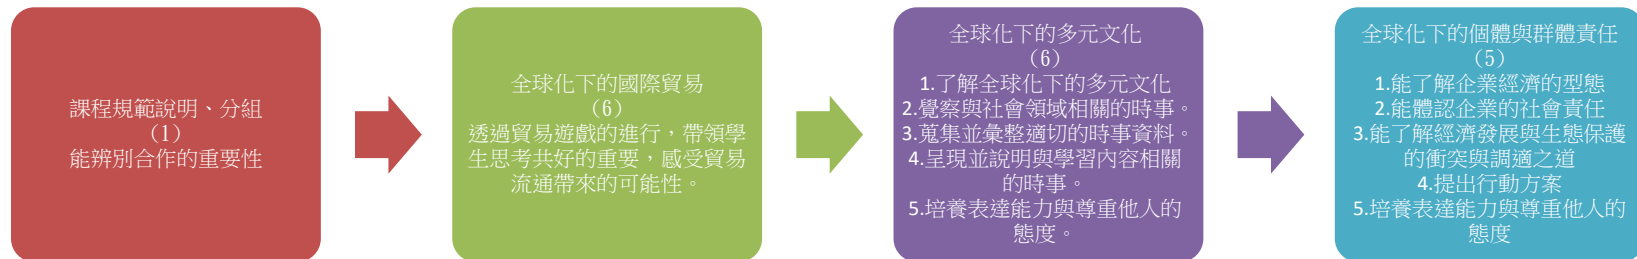 課程規範說明、分組
(1)
能辨別合作的重要性
全球化下的國際貿易
(6)
透過貿易遊戲的進行，帶領學
生思考共好的重要，感受貿易
流通帶來的可能性。
全球化下的多元文化
(6)
1.了解全球化下的多元文化
2.覺察與社會領域相關的時事。
3.蒐集並彙整適切的時事資料。
4.呈現並說明與學習內容相關
的時事。
5.培養表達能力與尊重他人的
態度。
全球化下的個體與群體責任
(5)
1.能了解企業經濟的型態
2.能體認企業的社會責任
3.能了解經濟發展與生態保護
的衝突與調適之道
4.提出行動方案
5.培養表達能力與尊重他人的
態度